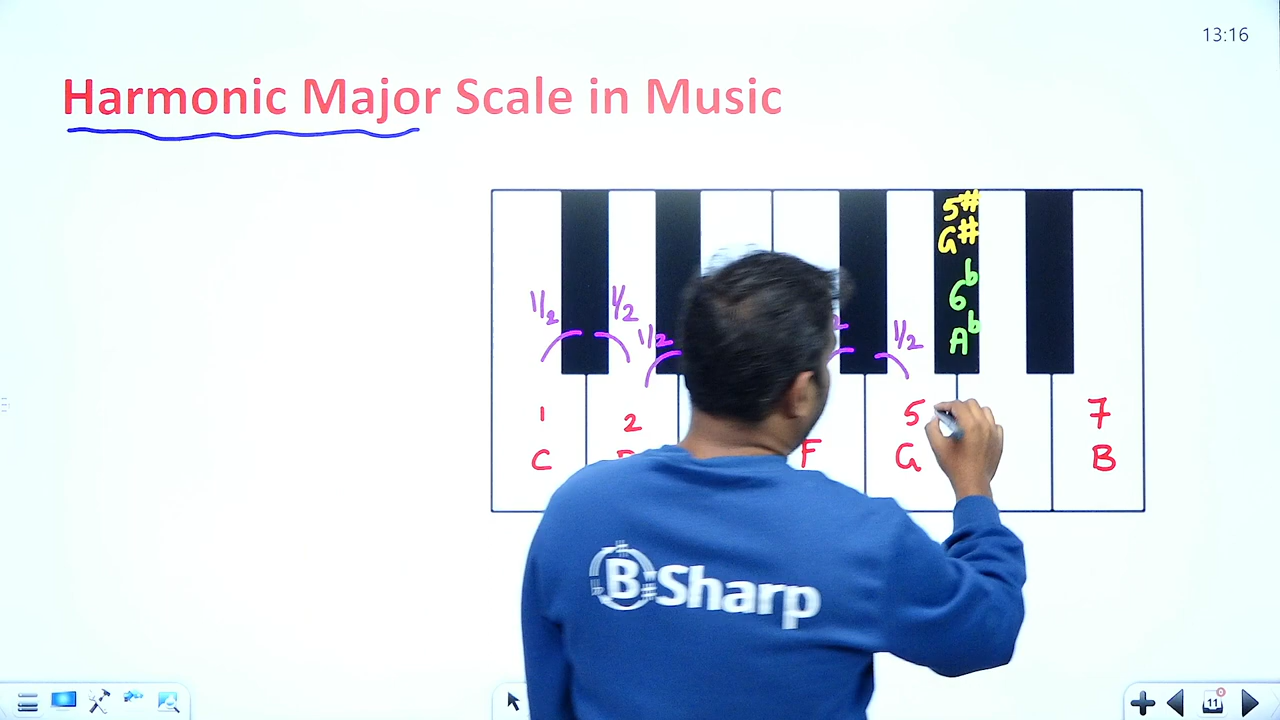 13:16
Harmonic Major Scale in Music
5#
G#
6b
Ab
1/2 1/2 1/2 1/2
1 2 5 7
C F G B
B Sharp
11